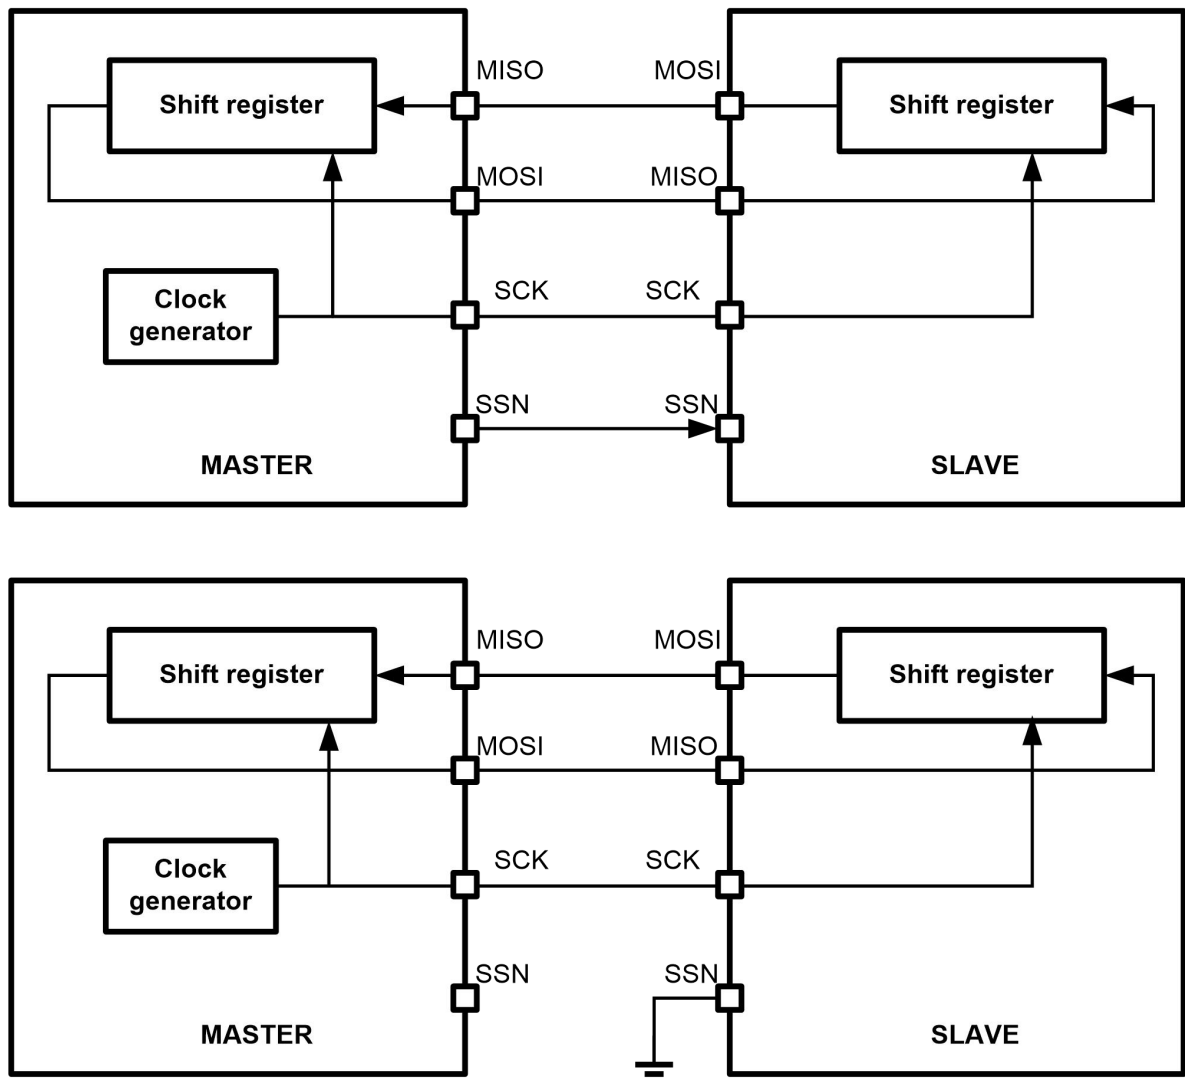 MISO MOSI
Shift register Shift register
MOSI MISO
SCK SCK
Clock
generator
SSN SSN
MASTER SLAVE
MISO MOSI
Shift register Shift register
MOSI MISO
SCK SCK
Clock
generator
SSN SSN
MASTER SLAVE